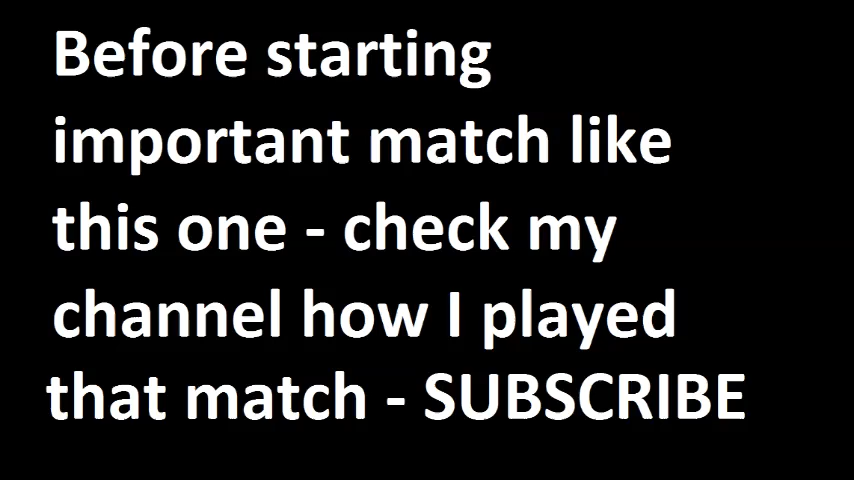 Before starting
important match like
this one - check my
channel how I played
that match - SUBSCRIBE